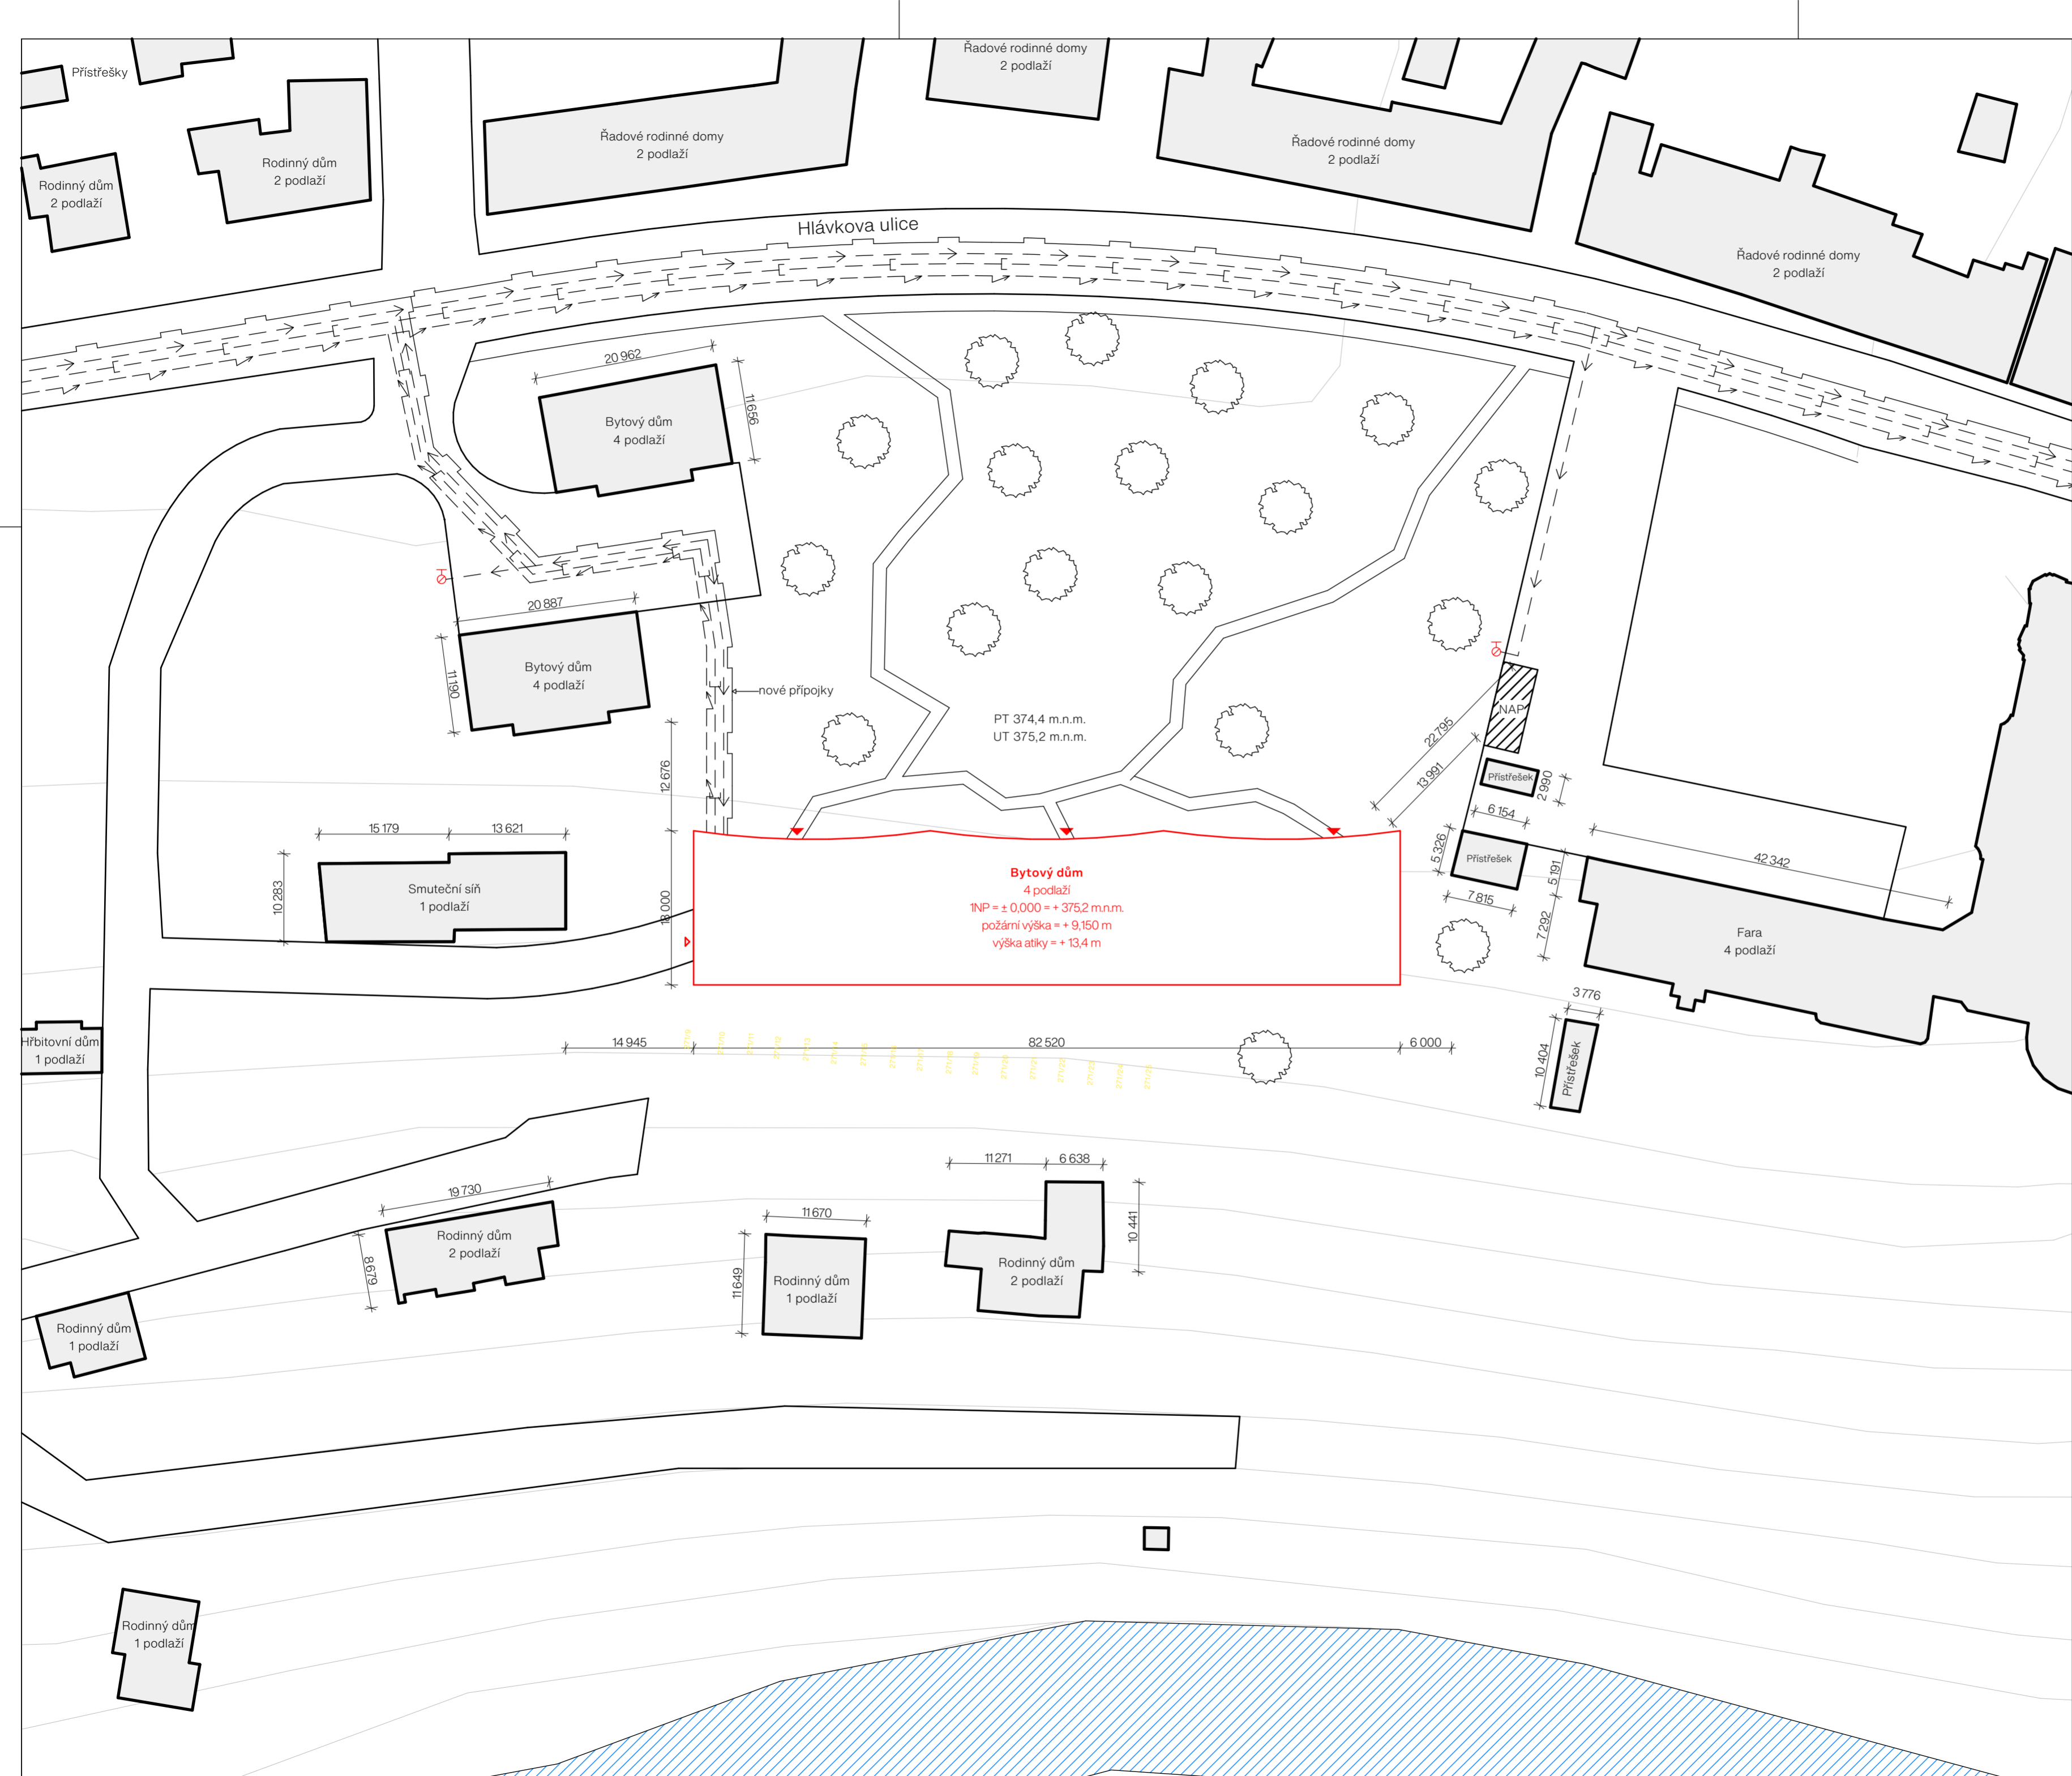 Řadové rodinné domy
2 podlaží
Přístřešky
Řadové rodinné domy
2 podlaží
Řadové rodinné domy
2 podlaží
Rodinný dům
2 podlaží
Rodinný dům
2 podlaží
Hlávkova ulice
Řadové rodinné domy
2 podlaží
20 962
11 656
Bytový dům
4 podlaží
20 887
11 190
Bytový dům
4 podlaží
nové přípojky
PT 374,4 m.n.m.
UT 375,2 m.n.m.
NAP
22 795
13 991
Přístřešek
2 990
6 154
12 676
15 179
13 621
10 283
Smuteční síň
1 podlaží
18 000
Bytový dům
4 podlaží
1NP = ± 0,000 = + 375,2 m.n.m.
požární výška = + 9,150 m
výška atiky = + 13,4 m
5 326
Přístřešek
7 815
5 191
7 292
42 342
Fara
4 podlaží
3 776
10 404
Přístřešek
Hřbitovní dům
1 podlaží
14 945
82 520
6 000
11 271
6 638
10 441
19 730
8 679
Rodinný dům
2 podlaží
11 670
11 649
Rodinný dům
1 podlaží
Rodinný dům
2 podlaží
Rodinný dům
1 podlaží
Rodinný dům
1 podlaží